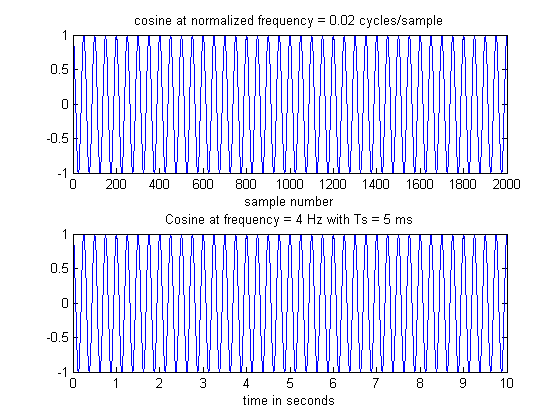 cosine at normalized frequency = 0.02 cycles/sample
1
0.5
0
-0.5
-1
0 200 400 600 800 1000 1200 1400 1600 1800 2000
sample number
Cosine at frequency = 4 Hz with Ts = 5 ms
1
0.5
0
-0.5
-1
0 1 2 3 4 5 6 7 8 9 10
time in seconds